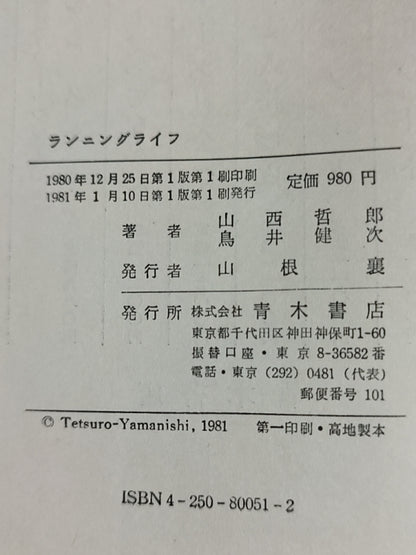 ランニングライフ
1980年12月25日第1版第1刷印刷
1981年1月10日第1版第1刷発行
定価 980 円
著者 山西哲郎
鳥井健次
発行者 山根襄
発行所 株式会社 青木書店
東京都千代田区神田神保町1-60
振替口座・東京 8-36582番
電話・東京 (292) 0481 (代表)
郵便番号 101
© Tetsuro-Yamanishi, 1981 第一印刷・高地製本
ISBN 4-250-80051-2